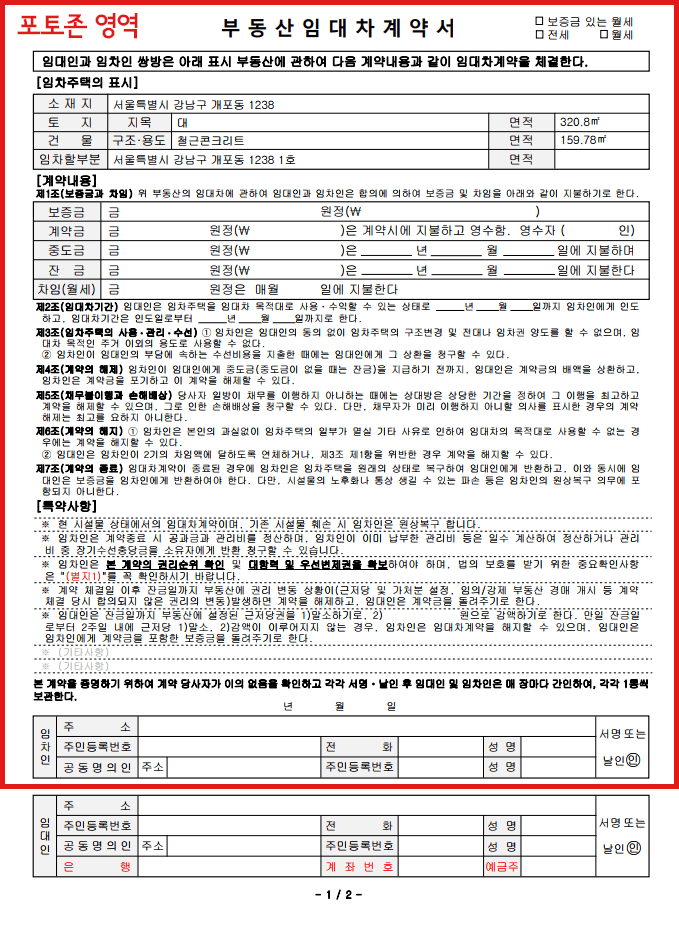 포토존 영역
부동산임대차계약서
□ 보증금 있는 월세
□ 전세 □ 월세
임대인과 임차인 쌍방은 아래 표시 부동산에 관하여 다음 계약내용과 같이 임대차계약을 체결한다.
[임차주택의 표시]
소 재 지 서울특별시 강남구 개포동 1238
토 지 지목 대 면적 320.8㎡
건 물 구조·용도 철근콘크리트 면적 159.78㎡
임차할부분 서울특별시 강남구 개포동 1238 1호 면적
[계약내용]
제1조(보증금과 차임) 위 부동산의 임대차에 관하여 임대인과 임차인은 합의에 의하여 보증금 및 차임을 아래와 같이 지불하기로 한다.
보증금 금 원정(₩ )
계약금 금 원정(₩ )은 계약시에 지불하고 영수함. 영수자 ( 인)
중도금 금 원정(₩ )은 ____ 년 ____ 월 ____ 일에 지불하며
잔 금 금 원정(₩ )은 ____ 년 ____ 월 ____ 일에 지불한다
차임(월세) 금 원정은 매월 일에 지불한다
제2조(임대차기간) 임대인은 임차주택을 임대차 목적대로 사용·수익할 수 있는 상태로 ____년 ____월 ____일까지 임차인에게 인도
하고, 임대차기간은 인도일로부터 ____년 ____월 ____일까지로 한다.
제3조(임차주택의 사용·관리·수선) ① 임차인은 임대인의 동의 없이 임차주택의 구조변경 및 전대나 임차권 양도를 할 수 없으며, 임
대차 목적인 주거 이외의 용도로 사용할 수 없다.
② 임차인이 임대인의 부담에 속하는 수선비용을 지출한 때에는 임대인에게 그 상환을 청구할 수 있다.
제4조(계약의 해제) 임차인이 임대인에게 중도금(중도금이 없을 때는 잔금)을 지급하기 전까지, 임대인은 계약금의 배액을 상환하고,
임차인은 계약금을 포기하고 이 계약을 해제할 수 있다.
제5조(채무불이행과 손해배상) 당사자 일방이 채무를 이행하지 아니하는 때에는 상대방은 상당한 기간을 정하여 그 이행을 최고하고
계약을 해제할 수 있으며, 그로 인한 손해배상을 청구할 수 있다. 다만, 채무자가 미리 이행하지 아니할 의사를 표시한 경우의 계약
해제는 최고를 요하지 아니한다.
제6조(계약의 해지) ① 임차인은 본인의 과실없이 임차주택의 일부가 멸실 기타 사유로 인하여 임대차의 목적대로 사용할 수 없는 경
우에는 계약을 해지할 수 있다.
② 임대인은 임차인이 2기의 차임액에 달하도록 연체하거나, 제3조 제1항을 위반한 경우 계약을 해지할 수 있다.
제7조(계약의 종료) 임대차계약이 종료된 경우에 임차인은 임차주택을 원래의 상태로 복구하여 임대인에게 반환하고, 이와 동시에 임
대인은 보증금을 임차인에게 반환하여야 한다. 다만, 시설물의 노후화나 통상 생길 수 있는 파손 등은 임차인의 원상복구 의무에 포
함되지 아니한다.
[특약사항]
※ 현 시설물 상태에서의 임대차계약이며, 기존 시설물 훼손 시 임차인은 원상복구 합니다.
※ 임차인은 계약종료 시 공과금과 관리비를 정산하며, 임차인이 이미 납부한 관리비 등은 일수 계산하여 정산하거나 관리
비 중 장기수선충당금을 소유자에게 반환 청구할 수 있습니다.
※ 임차인은 본 계약의 권리순위 확인 및 대항력 및 우선변제권을 확보하여야 하며, 법의 보호를 받기 위한 중요확인사항
은 "(별지1)"를 꼭 확인하시기 바랍니다.
※ 계약 체결일 이후 잔금일까지 부동산에 권리 변동 상황이(근저당 및 가처분 설정, 임의/강제 부동산 경매 개시 등 계약
체결 당시 합의되지 않은 권리의 변동)발생하면 계약을 해제하고, 임대인은 계약금을 돌려주기로 한다.
※ 임대인은 잔금일까지 부동산에 설정된 근저당권을 1)말소하기로, 2) 원으로 감액하기로 한다. 만일 잔금일
로부터 2주일 내에 근저당 1)말소, 2)감액이 이루어지지 않는 경우, 임차인은 임대차계약을 해지할 수 있으며, 임대인은
임차인에게 계약금을 포함한 보증금을 돌려주기로 한다.
※ (기타사항)
※ (기타사항)
본 계약을 증명하기 위하여 계약 당사자가 이의 없음을 확인하고 각각 서명·날인 후 임대인 및 임차인은 매 장마다 간인하여, 각각 1통씩
보관한다.
년 월 일
임차인 주 소 서명 또는 날인㊞
주민등록번호 전 화 성 명
공동명의인 주소 주민등록번호 성 명
임대인 주 소 서명 또는 날인㊞
주민등록번호 전 화 성 명
공동명의인 주소 주민등록번호 성 명
은 행 계 좌 번 호 예금주
- 1 / 2 -